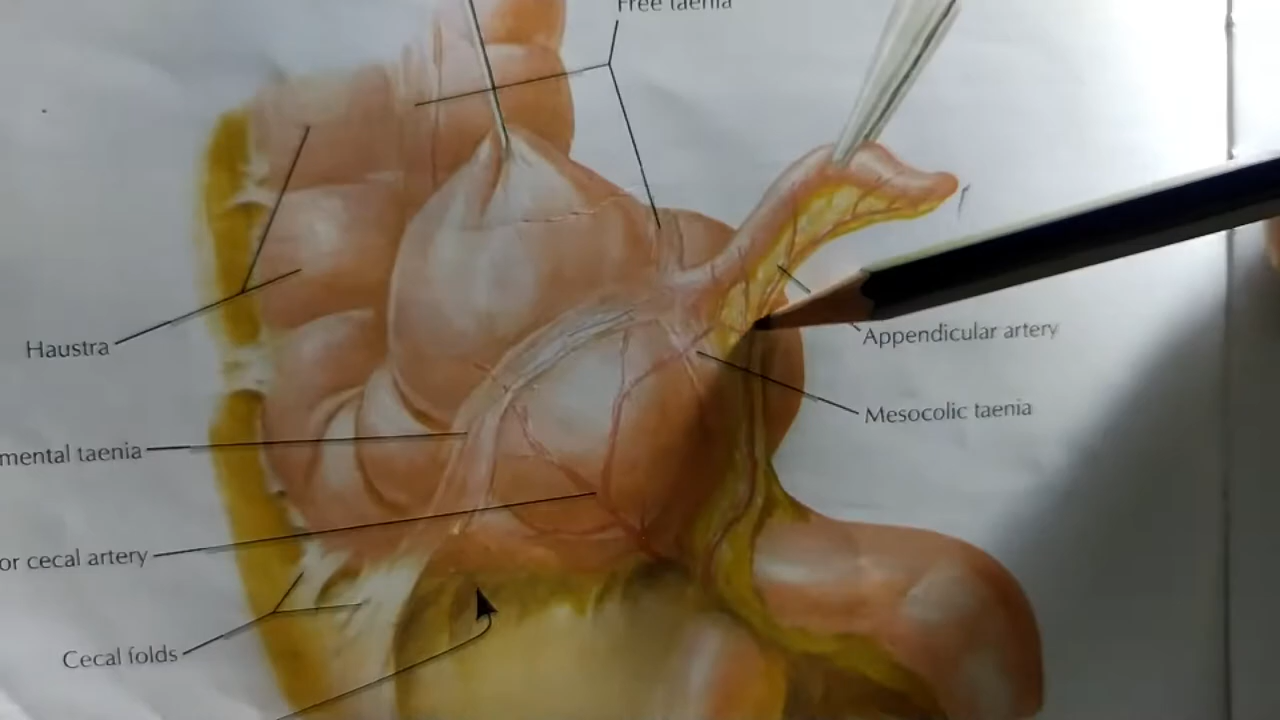 Free taenia
Haustra
Appendicular artery
Mesocolic taenia
mental taenia
or cecal artery
Cecal folds